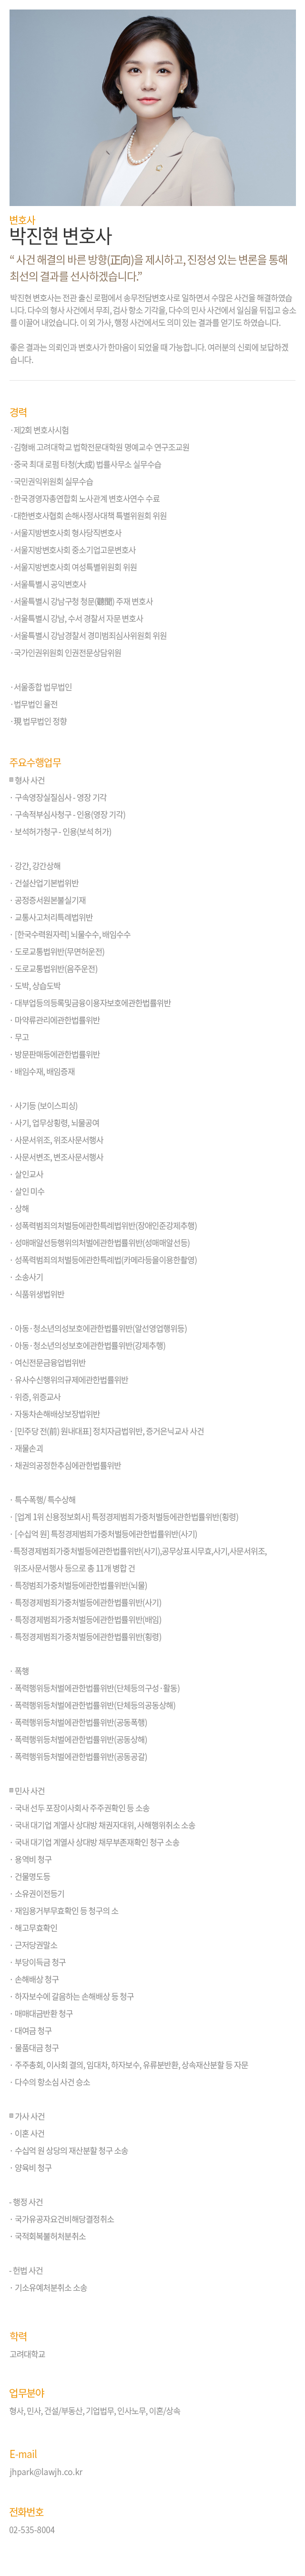 변호사
박진현 변호사
“ 사건 해결의 바른 방향(正向)을 제시하고, 진정성 있는 변론을 통해
최선의 결과를 선사하겠습니다.”
박진현 변호사는 전관 출신 로펌에서 송무전담변호사로 일하면서 수많은 사건을 해결하였습
니다. 다수의 형사 사건에서 무죄, 검사 항소 기각을, 다수의 민사 사건에서 일심을 뒤집고 승소
를 이끌어 내었습니다. 이 외 가사, 행정 사건에서도 의미 있는 결과를 얻기도 하였습니다.
좋은 결과는 의뢰인과 변호사가 한마음이 되었을 때 가능합니다. 여러분의 신뢰에 보답하겠
습니다.
경력
·제2회 변호사시험
·김형배 고려대학교 법학전문대학원 명예교수 연구조교원
·중국 최대 로펌 타청(大成) 법률사무소 실무수습
·국민권익위원회 실무수습
·한국경영자총연합회 노사관계 변호사연수 수료
·대한변호사협회 손해사정사대책 특별위원회 위원
·서울지방변호사회 형사당직변호사
·서울지방변호사회 중소기업고문변호사
·서울지방변호사회 여성특별위원회 위원
·서울특별시 공익변호사
·서울특별시 강남구청 청문(聽聞) 주재 변호사
·서울특별시 강남, 수서 경찰서 자문 변호사
·서울특별시 강남경찰서 경미범죄심사위원회 위원
·국가인권위원회 인권전문상담위원
·서울종합 법무법인
·법무법인 율전
·現 법무법인 정향
주요수행업무
■ 형사 사건
· 구속영장실질심사 - 영장 기각
· 구속적부심사청구 - 인용(영장 기각)
· 보석허가청구 - 인용(보석 허가)
· 강간, 강간상해
· 건설산업기본법위반
· 공정증서원본불실기재
· 교통사고처리특례법위반
· [한국수력원자력] 뇌물수수, 배임수수
· 도로교통법위반(무면허운전)
· 도로교통법위반(음주운전)
· 도박, 상습도박
· 대부업등의등록및금융이용자보호에관한법률위반
· 마약류관리에관한법률위반
· 무고
· 방문판매등에관한법률위반
· 배임수재, 배임증재
· 사기등 (보이스피싱)
· 사기, 업무상횡령, 뇌물공여
· 사문서위조, 위조사문서행사
· 사문서변조, 변조사문서행사
· 살인교사
· 살인 미수
· 상해
· 성폭력범죄의처벌등에관한특례법위반(장애인준강제추행)
· 성매매알선등행위의처벌에관한법률위반(성매매알선등)
· 성폭력범죄의처벌등에관한특례법(카메라등을이용한촬영)
· 소송사기
· 식품위생법위반
· 아동·청소년의성보호에관한법률위반(알선영업행위등)
· 아동·청소년의성보호에관한법률위반(강제추행)
· 여신전문금융업법위반
· 유사수신행위의규제에관한법률위반
· 위증, 위증교사
· 자동차손해배상보장법위반
· [민주당 전(前) 원내대표] 정치자금법위반, 증거은닉교사 사건
· 재물손괴
· 채권의공정한추심에관한법률위반
· 특수폭행/ 특수상해
· [업계 1위 신용정보회사] 특정경제범죄가중처벌등에관한법률위반(횡령)
· [수십억 원] 특정경제범죄가중처벌등에관한법률위반(사기)
·특정경제범죄가중처벌등에관한법률위반(사기),공무상표시무효,사기,사문서위조,
위조사문서행사 등으로 총 11개 병합 건
· 특정범죄가중처벌등에관한법률위반(뇌물)
· 특정경제범죄가중처벌등에관한법률위반(사기)
· 특정경제범죄가중처벌등에관한법률위반(배임)
· 특정경제범죄가중처벌등에관한법률위반(횡령)
· 폭행
· 폭력행위등처벌에관한법률위반(단체등의구성·활동)
· 폭력행위등처벌에관한법률위반(단체등의공동상해)
· 폭력행위등처벌에관한법률위반(공동폭행)
· 폭력행위등처벌에관한법률위반(공동상해)
· 폭력행위등처벌에관한법률위반(공동공갈)
■ 민사 사건
· 국내 선두 포장이사회사 주주권확인 등 소송
· 국내 대기업 계열사 상대방 채권자대위, 사해행위취소 소송
· 국내 대기업 계열사 상대방 채무부존재확인 청구 소송
· 용역비 청구
· 건물명도등
· 소유권이전등기
· 재임용거부무효확인 등 청구의 소
· 해고무효확인
· 근저당권말소
· 부당이득금 청구
· 손해배상 청구
· 하자보수에 갈음하는 손해배상 등 청구
· 매매대금반환 청구
· 대여금 청구
· 물품대금 청구
· 주주총회, 이사회 결의, 임대차, 하자보수, 유류분반환, 상속재산분할 등 자문
· 다수의 항소심 사건 승소
■ 가사 사건
· 이혼 사건
· 수십억 원 상당의 재산분할 청구 소송
· 양육비 청구
- 행정 사건
· 국가유공자요건비해당결정취소
· 국적회복불허처분취소
- 헌법 사건
· 기소유예처분취소 소송
학력
고려대학교
업무분야
형사, 민사, 건설/부동산, 기업법무, 인사노무, 이혼/상속
E-mail
jhpark@lawjh.co.kr
전화번호
02-535-8004